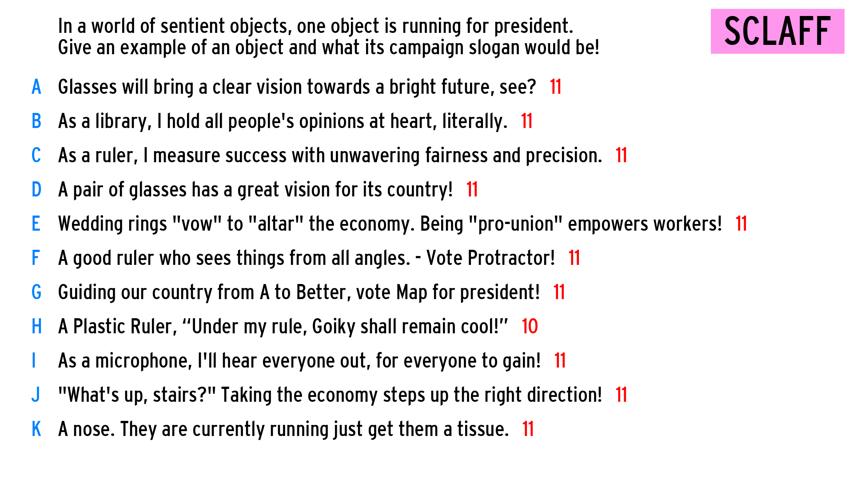 In a world of sentient objects, one object is running for president.
Give an example of an object and what its campaign slogan would be!
SCLAFF
A Glasses will bring a clear vision towards a bright future, see? 11
B As a library, I hold all people's opinions at heart, literally. 11
C As a ruler, I measure success with unwavering fairness and precision. 11
D A pair of glasses has a great vision for its country! 11
E Wedding rings "vow" to "altar" the economy. Being "pro-union" empowers workers! 11
F A good ruler who sees things from all angles. - Vote Protractor! 11
G Guiding our country from A to Better, vote Map for president! 11
H A Plastic Ruler, “Under my rule, Goiky shall remain cool!” 10
I As a microphone, I'll hear everyone out, for everyone to gain! 11
J "What's up, stairs?" Taking the economy steps up the right direction! 11
K A nose. They are currently running just get them a tissue. 11